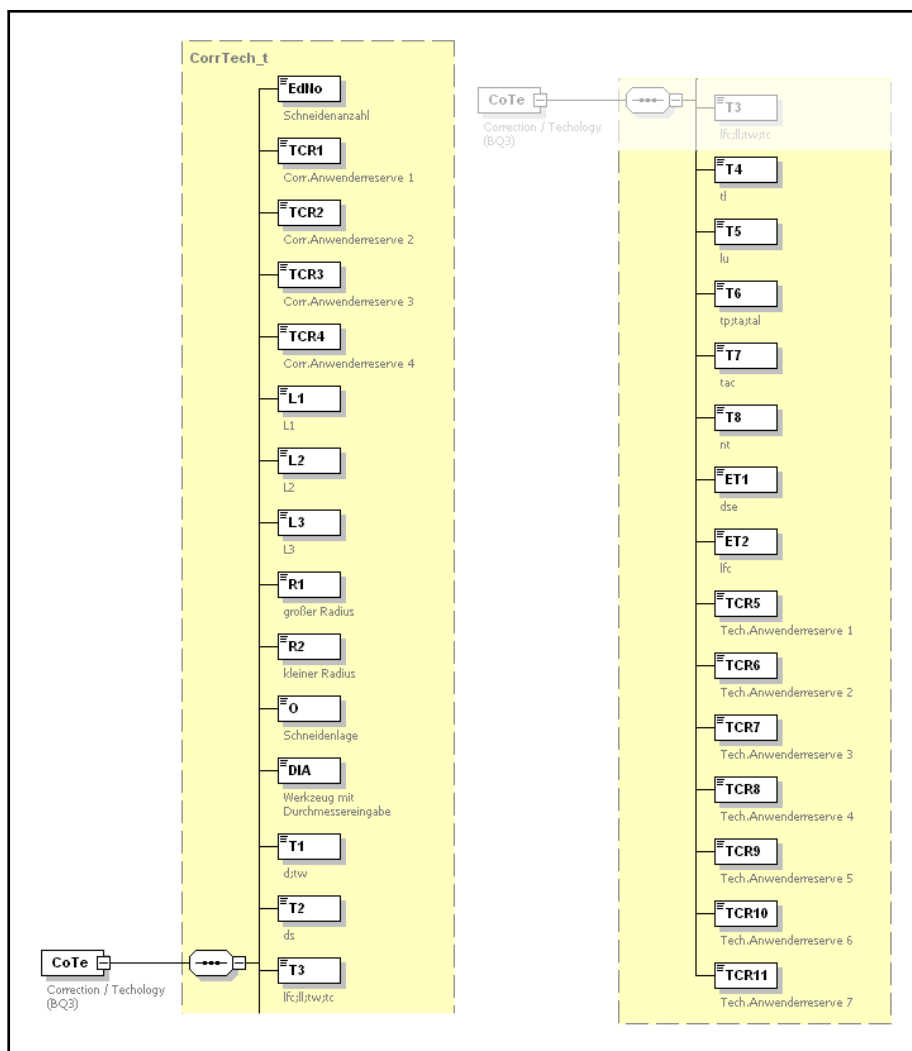 CorrTech_t
EdNo
Schneidenanzahl
TCR1
Corr.Anwenderreserve 1
TCR2
Corr.Anwenderreserve 2
TCR3
Corr.Anwenderreserve 3
TCR4
Corr.Anwenderreserve 4
L1
L1
L2
L2
L3
L3
R1
großer Radius
R2
kleiner Radius
O
Schneidenlage
DIA
Werkzeug mit
Durchmessereingabe
T1
d;tw
T2
ds
CoTe
Correction / Techology
(BQ3)
T3
lfc;ll;tw;tc
CoTe
Correction / Techology
(BQ3)
T3
lfc;ll;tw;tc
T4
tl
T5
lu
T6
tp;ta;tal
T7
tac
T8
nt
ET1
dse
ET2
lfc
TCR5
Tech.Anwenderreserve 1
TCR6
Tech.Anwenderreserve 2
TCR7
Tech.Anwenderreserve 3
TCR8
Tech.Anwenderreserve 4
TCR9
Tech.Anwenderreserve 5
TCR10
Tech.Anwenderreserve 6
TCR11
Tech.Anwenderreserve 7